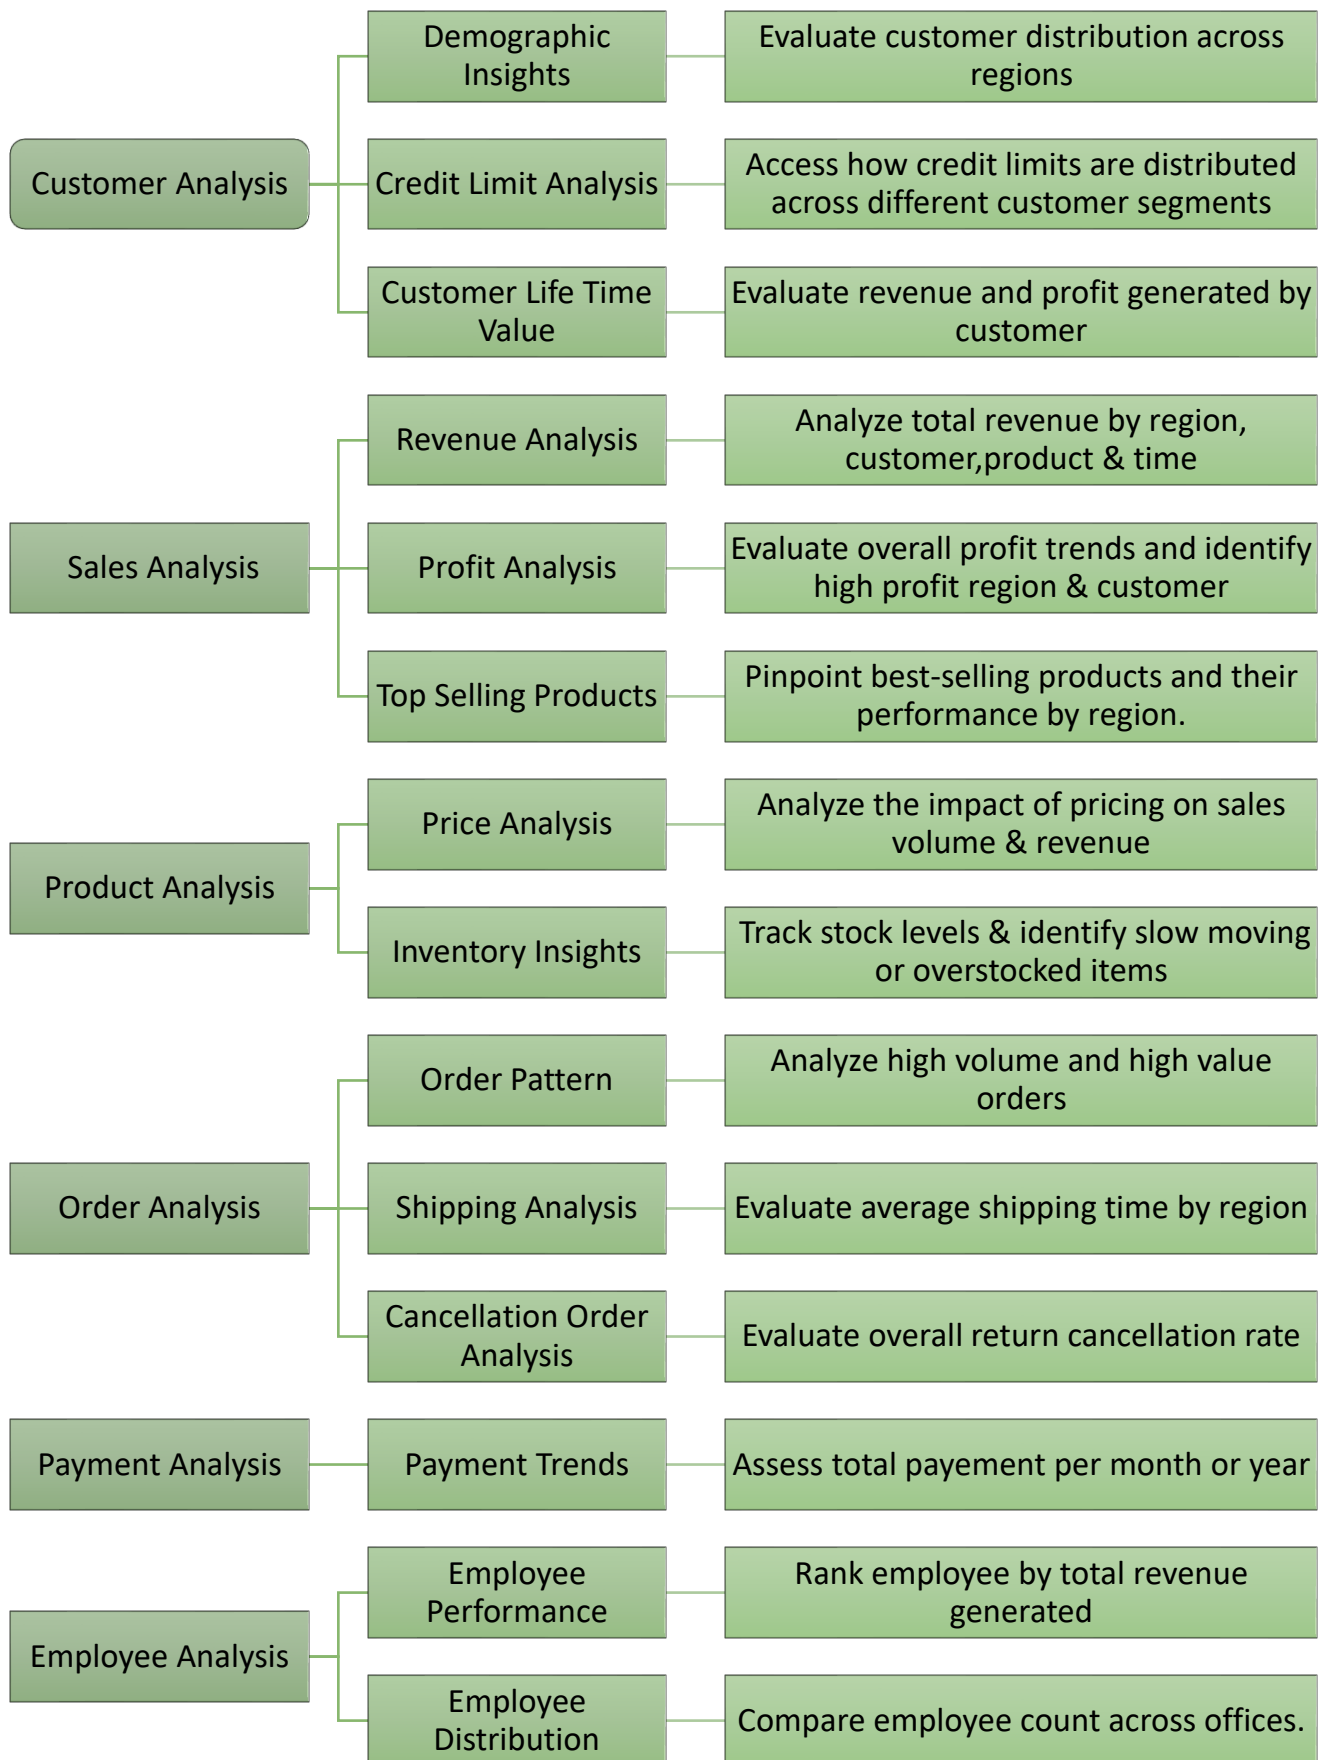 Customer Analysis
Demographic
Insights
Evaluate customer distribution across
regions
Credit Limit Analysis
Access how credit limits are distributed
across different customer segments
Customer Life Time
Value
Evaluate revenue and profit generated by
customer
Sales Analysis
Revenue Analysis
Analyze total revenue by region,
customer,product & time
Profit Analysis
Evaluate overall profit trends and identify
high profit region & customer
Top Selling Products
Pinpoint best-selling products and their
performance by region.
Product Analysis
Price Analysis
Analyze the impact of pricing on sales
volume & revenue
Inventory Insights
Track stock levels & identify slow moving
or overstocked items
Order Analysis
Order Pattern
Analyze high volume and high value
orders
Shipping Analysis
Evaluate average shipping time by region
Cancellation Order
Analysis
Evaluate overall return cancellation rate
Payment Analysis
Payment Trends
Assess total payement per month or year
Employee Analysis
Employee
Performance
Rank employee by total revenue
generated
Employee
Distribution
Compare employee count across offices.